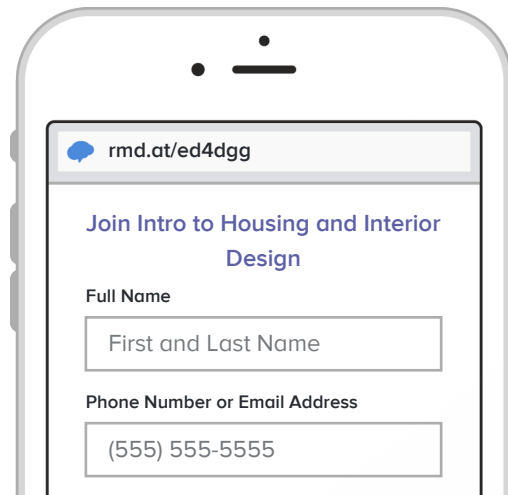 rmd.at/ed4dgg
Join Intro to Housing and Interior
Design
Full Name
First and Last Name
Phone Number or Email Address
(555) 555-5555